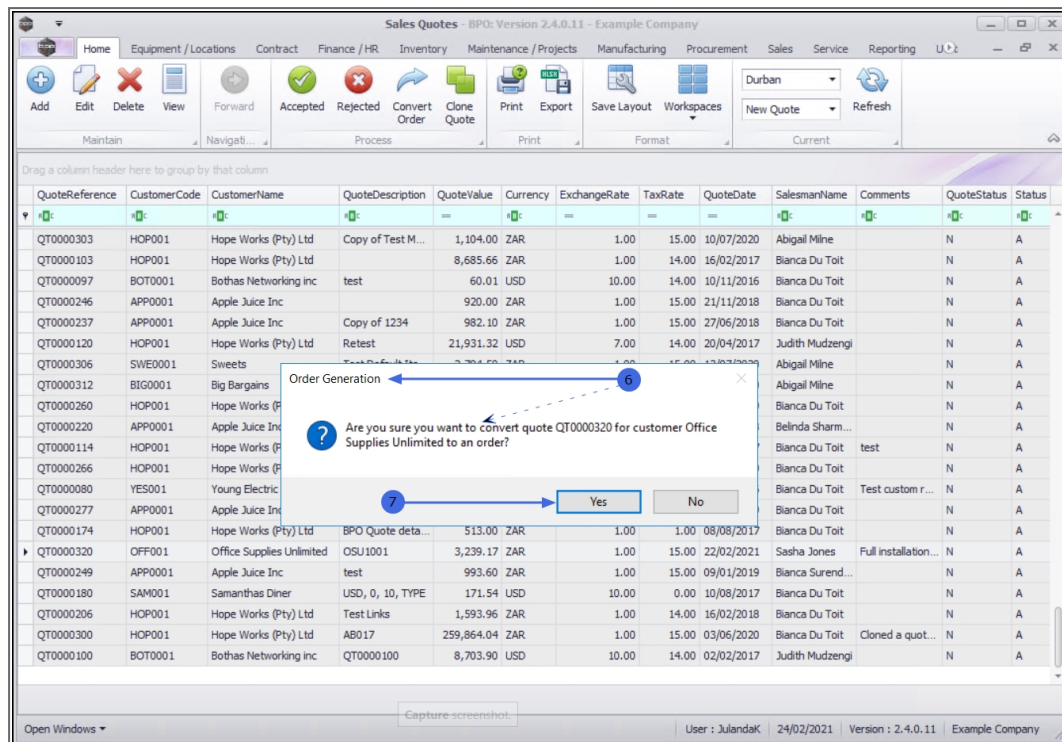 Sales Quotes - BPO: Version 2.4.0.11 - Example Company
Home Equipment / Locations Contract Finance / HR Inventory Maintenance / Projects Manufacturing Procurement Sales Service Reporting
Add Edit Delete View Forward Accepted Rejected Convert Order Clone Quote Print Export Save Layout Workspaces Durban New Quote Refresh
Maintain Navigati... Process Print Format Current
Drag a column header here to group by that column
QuoteReference CustomerCode CustomerName QuoteDescription QuoteValue Currency ExchangeRate TaxRate QuoteDate SalesmanName Comments QuoteStatus Status
QT0000303 HOP001 Hope Works (Pty) Ltd Copy of Test M... 1,104.00 ZAR 1.00 15.00 10/07/2020 Abigail Milne N A
QT0000103 HOP001 Hope Works (Pty) Ltd 8,685.66 ZAR 1.00 14.00 16/02/2017 Bianca Du Toit N A
QT0000097 BOT0001 Bothas Networking inc test 60.01 USD 10.00 14.00 10/11/2016 Bianca Du Toit N A
QT0000246 APP0001 Apple Juice Inc 920.00 ZAR 1.00 15.00 21/11/2018 Bianca Du Toit N A
QT0000237 APP0001 Apple Juice Inc Copy of 1234 982.10 ZAR 1.00 15.00 27/06/2018 Bianca Du Toit N A
QT0000120 HOP001 Hope Works (Pty) Ltd Retest 21,931.32 USD 7.00 14.00 20/04/2017 Judith Mudzengi N A
QT0000306 SWE0001 Sweets Abigail Milne N A
QT0000312 BIG0001 Big Bargains Abigail Milne N A
QT0000260 HOP001 Hope Works Bianca Du Toit N A
QT0000220 APP0001 Apple Juice Belinda Sharm... N A
QT0000114 HOP001 Hope Works Bianca Du Toit test N A
QT0000266 HOP001 Hope Works Bianca Du Toit N A
QT0000080 YES001 Young Electric Bianca Du Toit Test custom r... N A
QT0000277 APP0001 Apple Juice Bianca Du Toit N A
Order Generation 6
Are you sure you want to convert quote QT0000320 for customer Office
Supplies Unlimited to an order?
7 Yes No
QT0000174 HOP001 Hope Works (Pty) Ltd BPO Quote deta... 513.00 ZAR 1.00 1.00 08/08/2017 Bianca Du Toit N A
QT0000320 OFF001 Office Supplies Unlimited OSU1001 3,239.17 ZAR 1.00 15.00 22/02/2021 Sasha Jones Full installation... N A
QT0000249 APP0001 Apple Juice Inc test 993.60 ZAR 1.00 15.00 09/01/2019 Bianca Surend... N A
QT0000180 SAM001 Samanthas Diner USD, 0, 10, TYPE 171.54 USD 10.00 0.00 10/08/2017 Bianca Du Toit N A
QT0000206 HOP001 Hope Works (Pty) Ltd Test Links 1,593.96 ZAR 1.00 14.00 16/02/2018 Bianca Du Toit N A
QT0000300 HOP001 Hope Works (Pty) Ltd AB017 259,864.04 ZAR 1.00 15.00 03/06/2020 Bianca Du Toit Cloned a quot... N A
QT0000100 BOT0001 Bothas Networking inc QT0000100 8,703.90 USD 10.00 14.00 02/02/2017 Judith Mudzengi N A
Capture screenshot.
Open Windows User : JulandaK 24/02/2021 Version : 2.4.0.11 Example Company